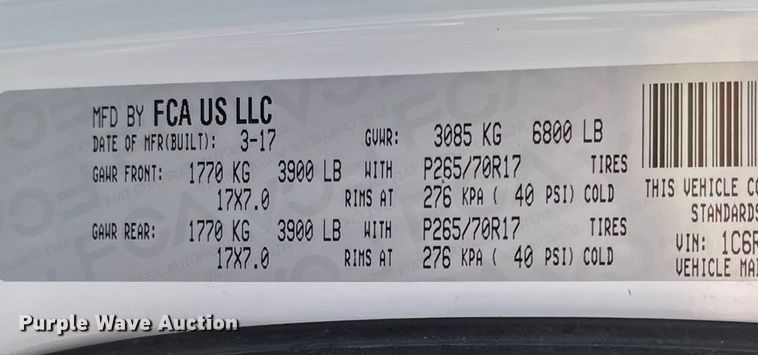 MFD BY FCA US LLC
DATE OF MFR(BUILT): 3-17 GVWR: 3085 KG 6800 LB
GAWR FRONT: 1770 KG 3900 LB WITH P265/70R17 TIRES
17X7.0 RIMS AT 276 KPA ( 40 PSI) COLD
GAWR REAR: 1770 KG 3900 LB WITH P265/70R17 TIRES
17X7.0 RIMS AT 276 KPA ( 40 PSI) COLD
THIS VEHICLE CO
STANDARDS
VIN: 1C6R
VEHICLE MA
Purple Wave Auction